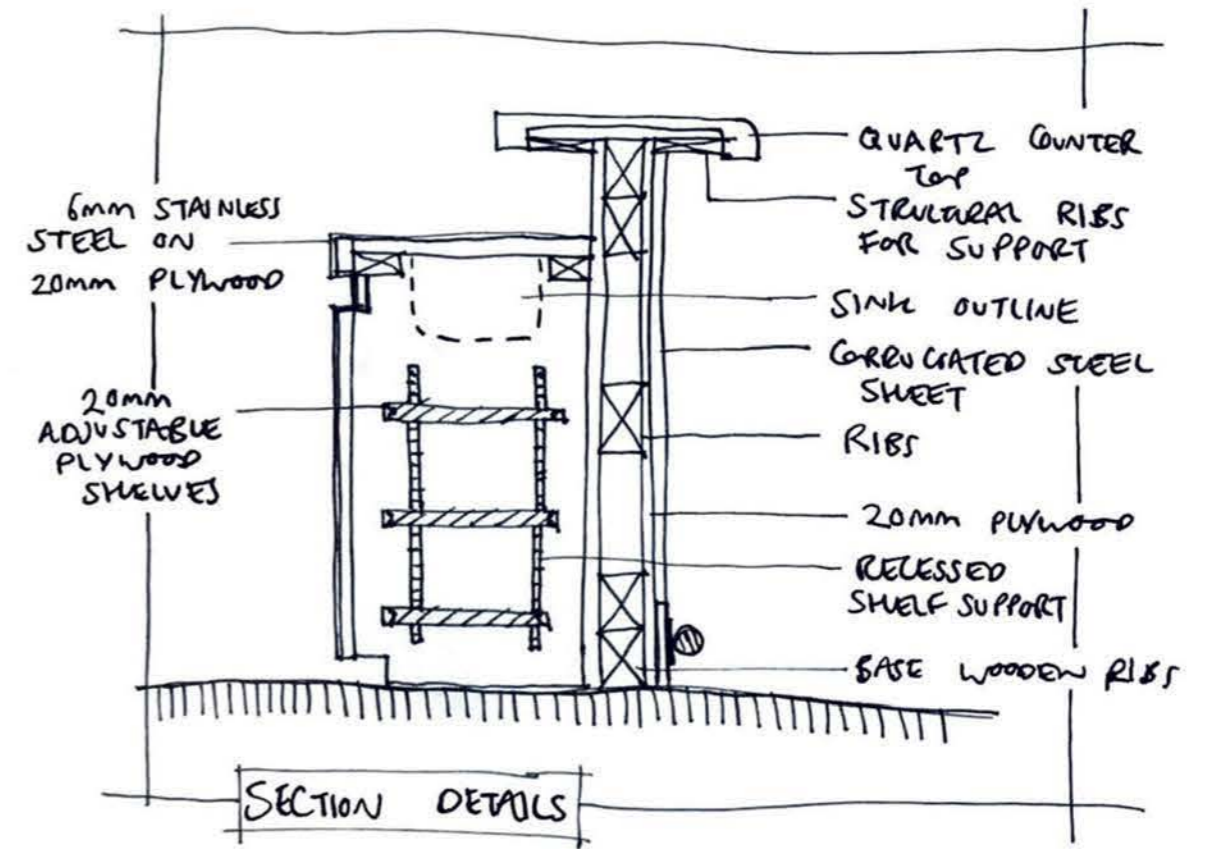 6mm STAINLESS
STEEL ON
20mm PLYWOOD
20mm
ADJUSTABLE
PLYWOOD
SHELVES
QUARTZ COUNTER
TOP
STRUCTURAL RIBS
FOR SUPPORT
SINK OUTLINE
CORRUGATED STEEL
SHEET
RIBS
20mm PLYWOOD
RECESSED
SHELF SUPPORT
BASE WOODEN RIBS
SECTION DETAILS